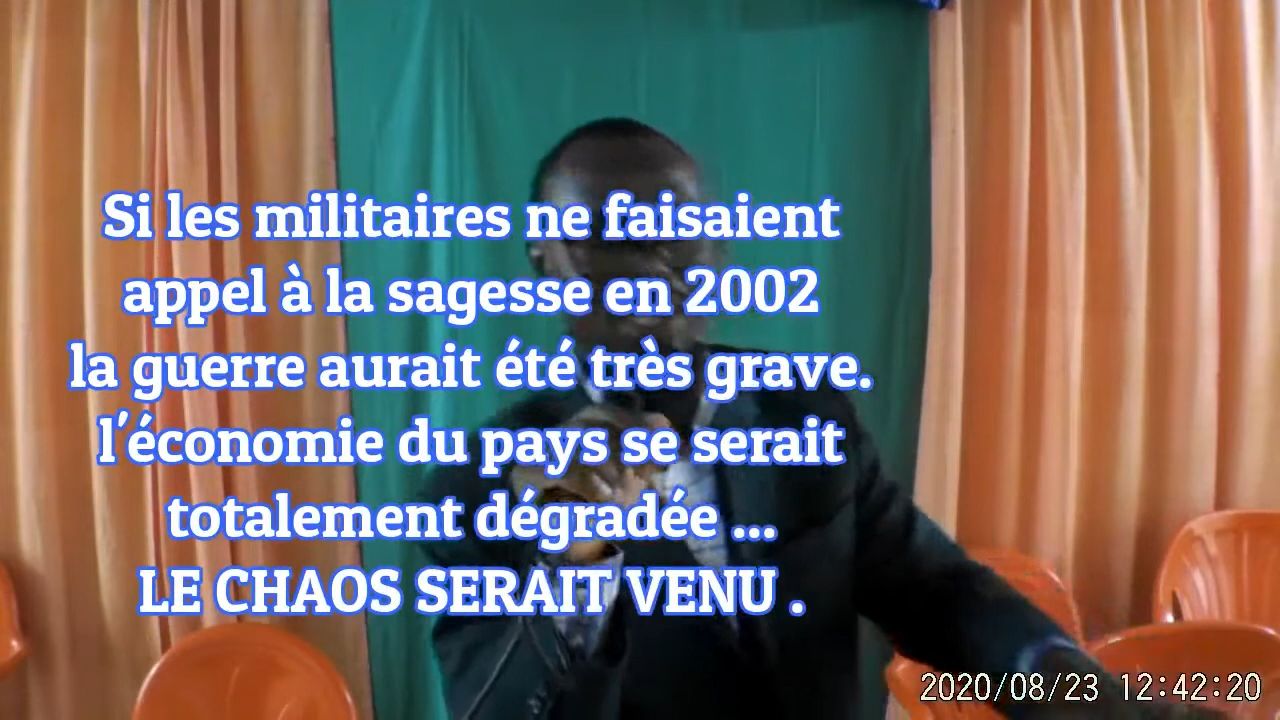 Si les militaires ne faisaient
appel à la sagesse en 2002
la guerre aurait été très grave.
l'économie du pays se serait
totalement dégradée ...
LE CHAOS SERAIT VENU .
2020/08/23 12:42:20